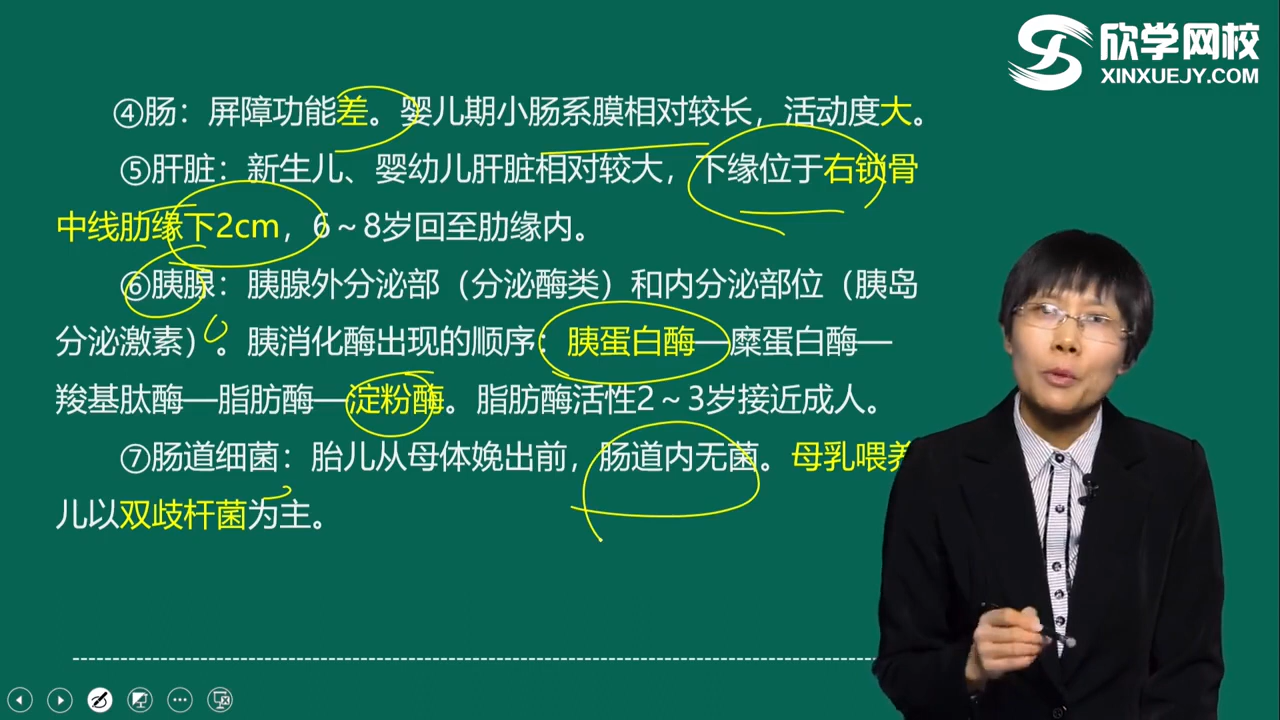 欣学网校
XINXUEJY.COM
④肠：屏障功能差。婴儿期小肠系膜相对较长，活动度大。
⑤肝脏：新生儿、婴幼儿肝脏相对较大，下缘位于右锁骨
中线肋缘下2cm，6～8岁回至肋缘内。
⑥胰腺：胰腺外分泌部（分泌酶类）和内分泌部位（胰岛
分泌激素）。胰消化酶出现的顺序：胰蛋白酶—糜蛋白酶—
羧基肽酶—脂肪酶—淀粉酶。脂肪酶活性2～3岁接近成人。
⑦肠道细菌：胎儿从母体娩出前，肠道内无菌。母乳喂养
儿以双歧杆菌为主。